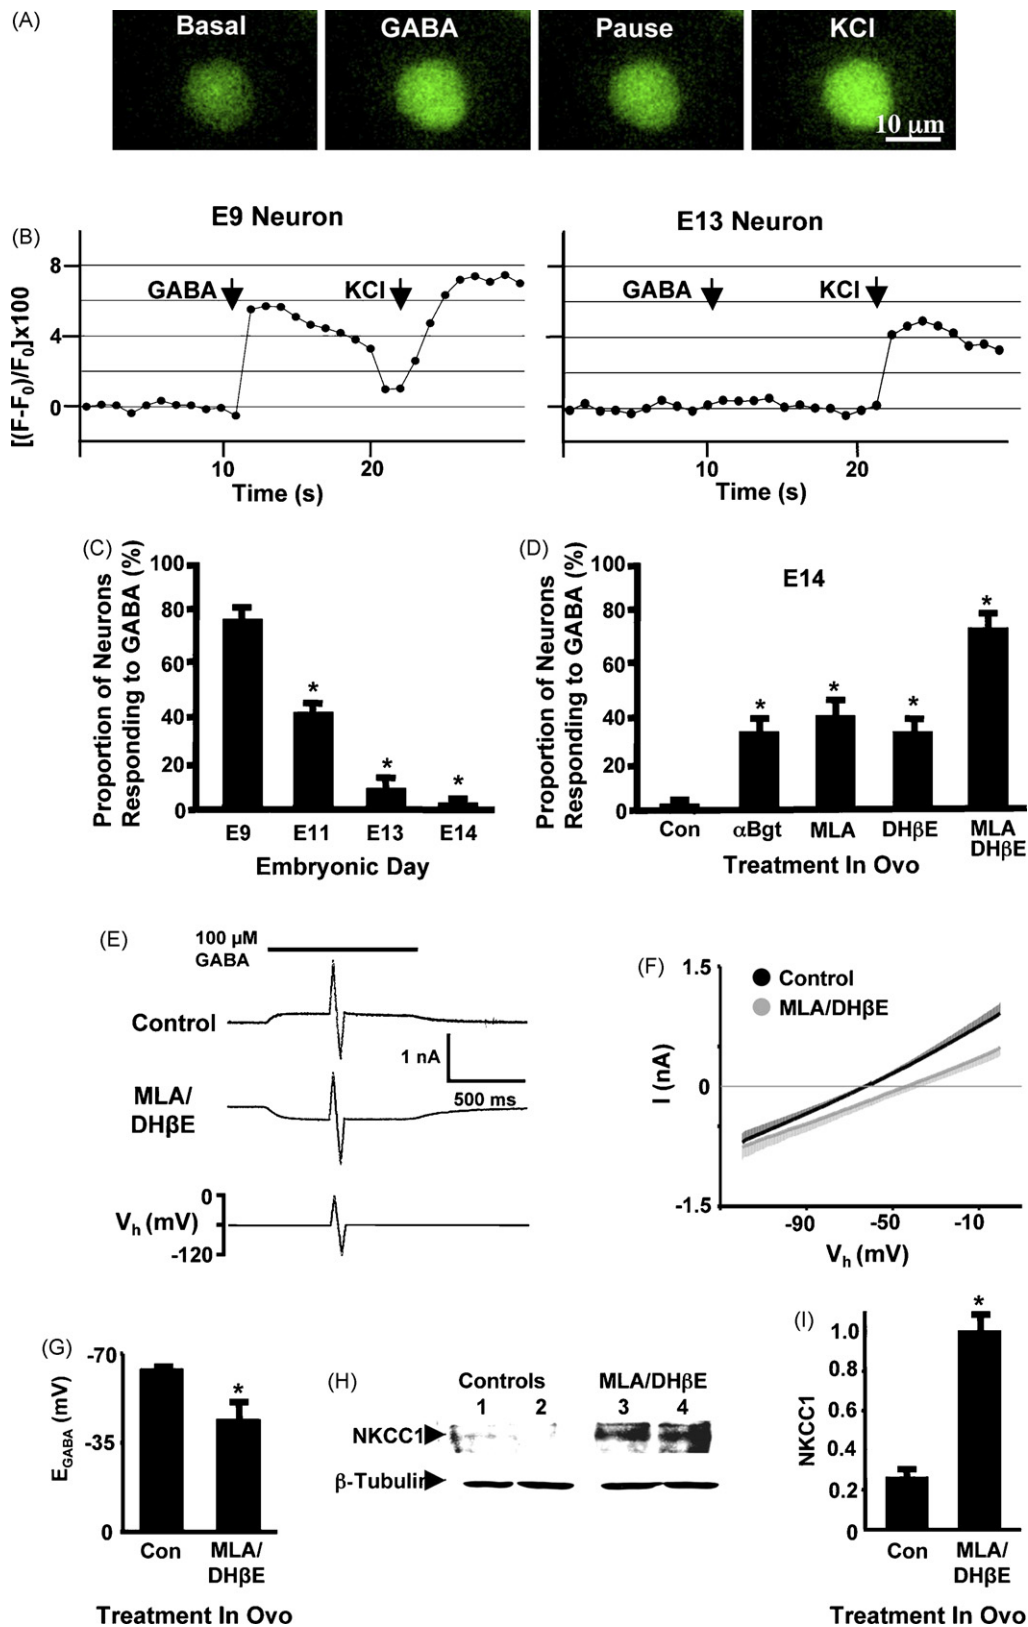 (A)
Basal
GABA
Pause
KCl
10 μm
(B)
E9 Neuron
E13 Neuron
[(F-F0)/F0]x100
8
4
0
GABA
KCl
GABA
KCl
10
20
10
20
Time (s)
Time (s)
(C)
Proportion of Neurons
Responding to GABA (%)
100
80
60
40
20
0
*
*
*
E9
E11
E13
E14
Embryonic Day
(D)
Proportion of Neurons
Responding to GABA (%)
100
80
60
40
20
0
E14
*
*
*
*
Con
αBgt
MLA
DHβE
MLA
DHβE
Treatment In Ovo
(E)
100 μM
GABA
Control
1 nA
500 ms
MLA/
DHβE
Vh (mV)
0
-120
(F)
1.5
0
-1.5
I (nA)
Control
MLA/DHβE
-90
-50
-10
Vh (mV)
(G)
EGABA (mV)
-70
-35
0
*
Con
MLA/
DHβE
Treatment In Ovo
(H)
Controls
MLA/DHβE
1
2
3
4
NKCC1
β-Tubulin
(I)
NKCC1
1.0
0.8
0.6
0.4
0.2
0
*
Con
MLA/
DHβE
Treatment In Ovo